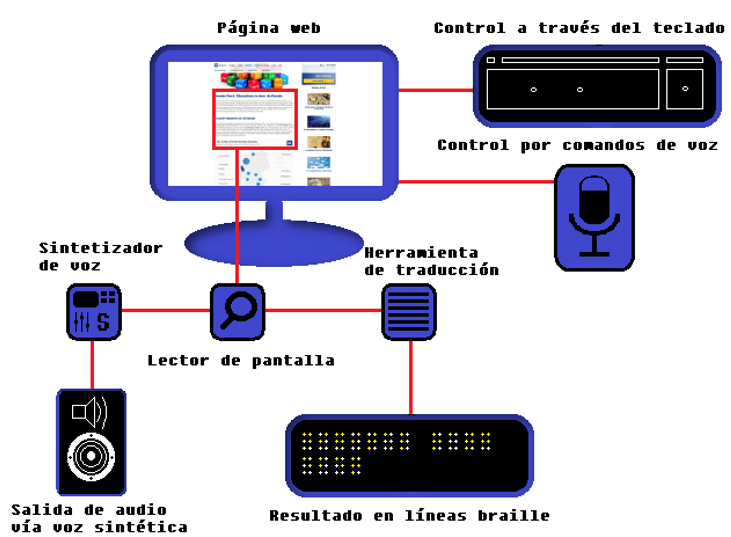 Página web
Control a través del teclado
Control por comandos de voz
Sintetizador
de voz
Herramienta
de traducción
S
Lector de pantalla
Salida de audio
vía voz sintética
Resultado en líneas braille